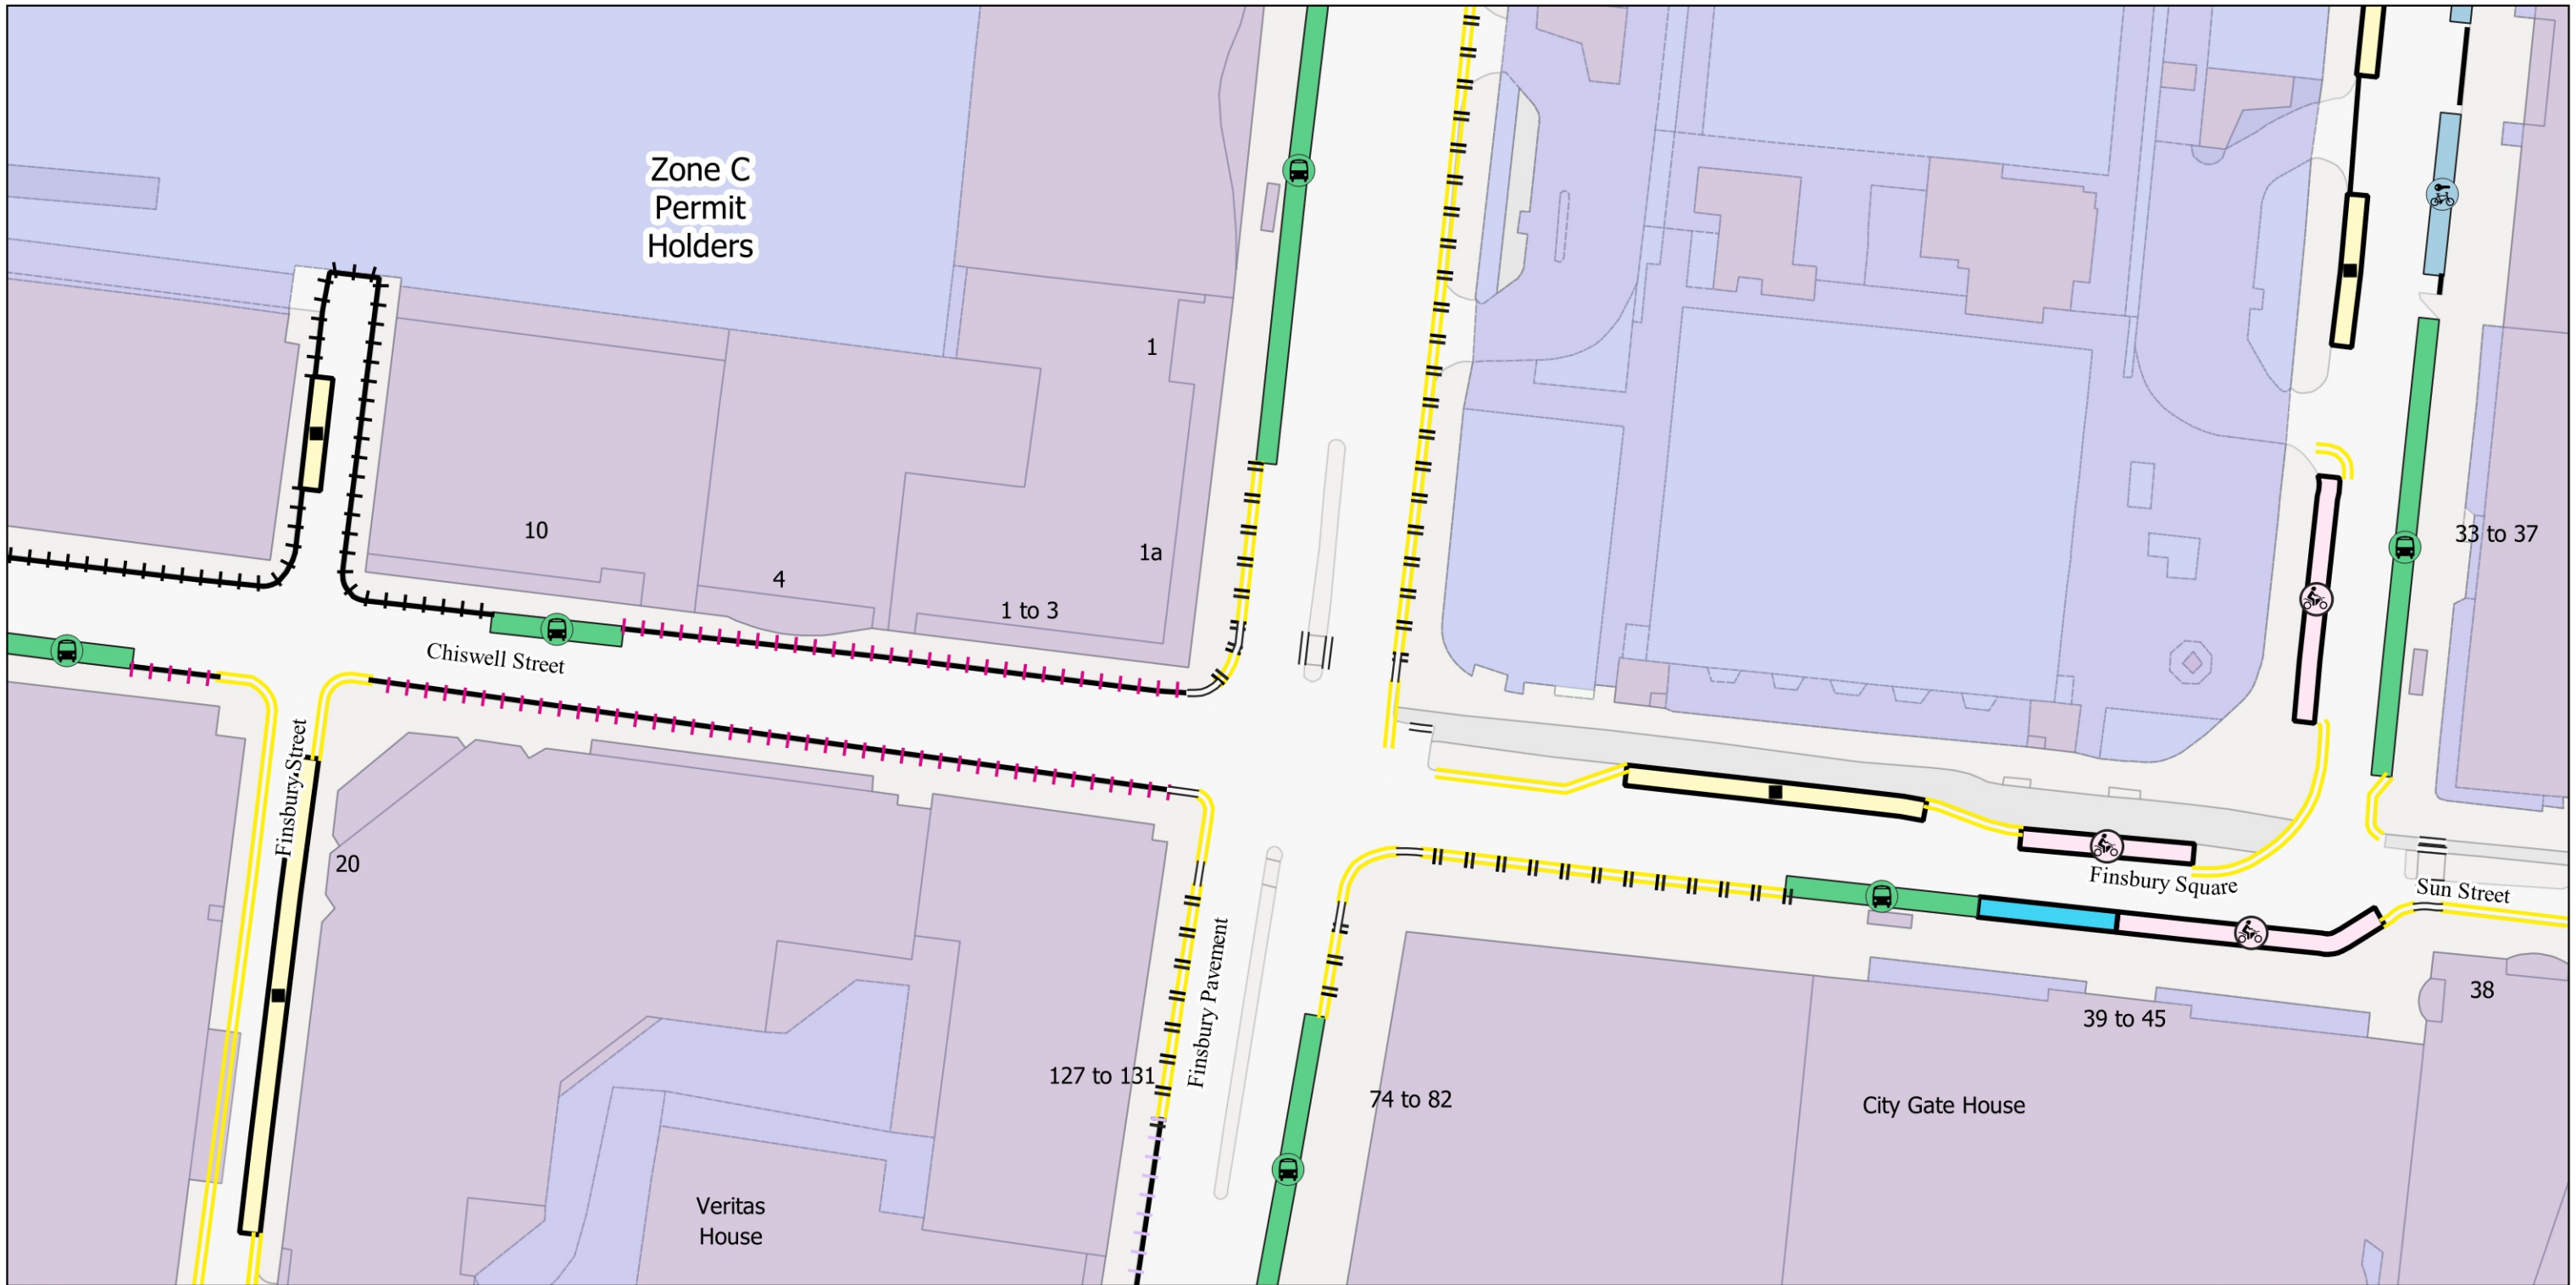 Zone C
Permit
Holders
1
10
4
1a
1 to 3
33 to 37
Chiswell Street
Finsbury Street
20
Finsbury Square
Sun Street
Finsbury Pavement
38
39 to 45
127 to 131
74 to 82
City Gate House
Veritas
House